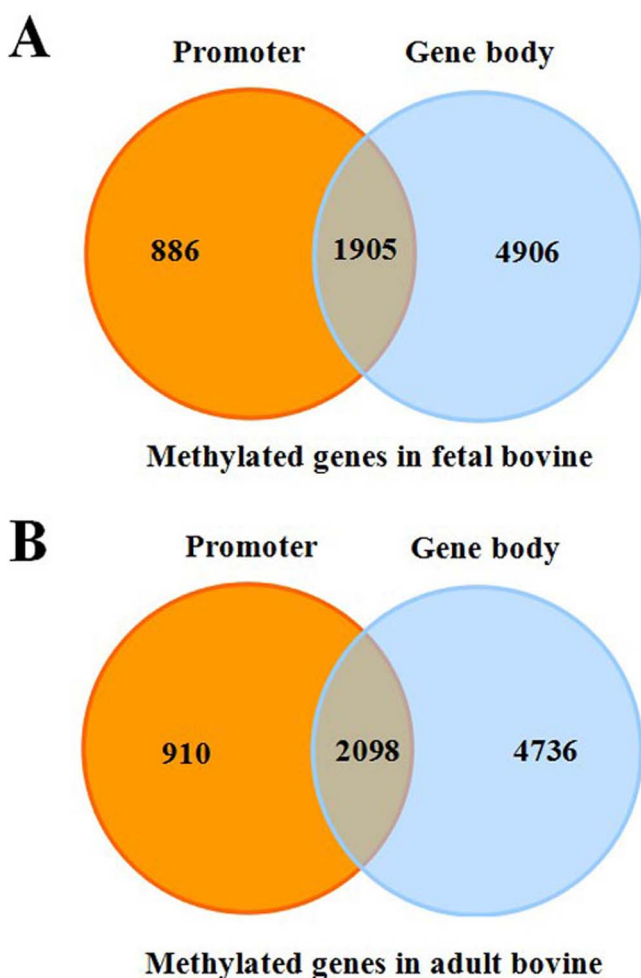 A
Promoter Gene body
886 1905 4906
Methylated genes in fetal bovine
B
Promoter Gene body
910 2098 4736
Methylated genes in adult bovine